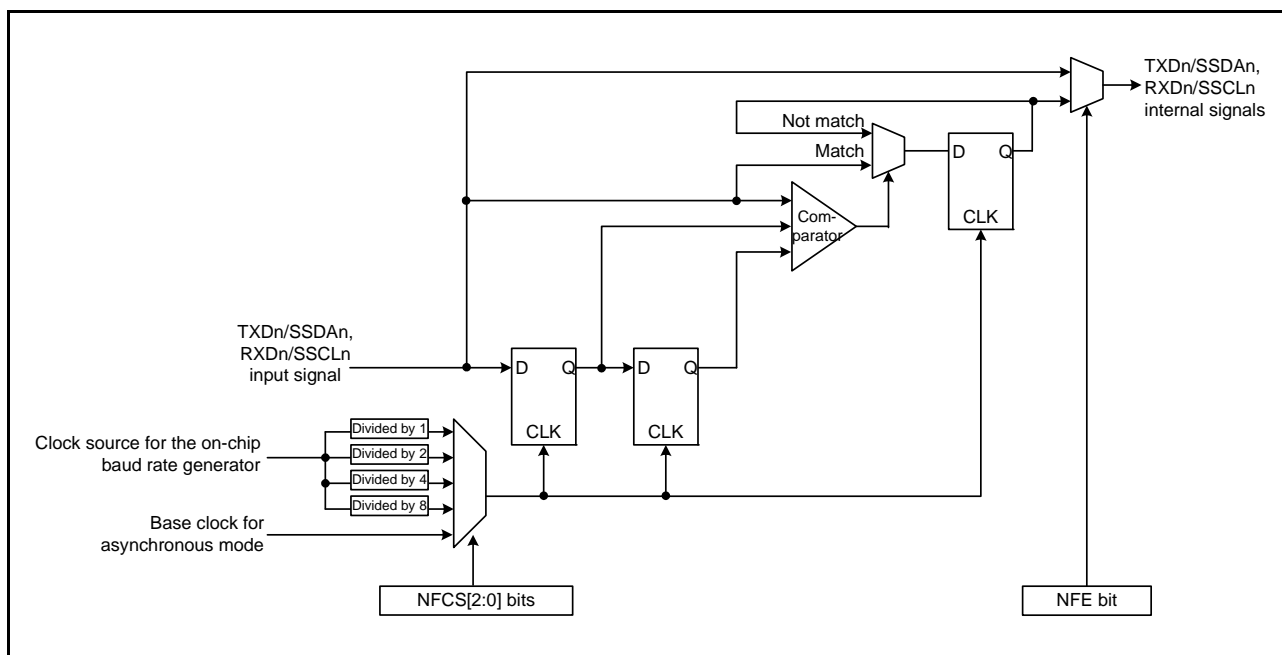 TXDn/SSDAn,
RXDn/SSCLn
internal signals
Not match
Match
D
Q
CLK
Com-
parator
TXDn/SSDAn,
RXDn/SSCLn
input signal
D
Q
CLK
D
Q
CLK
Clock source for the on-chip
baud rate generator
Divided by 1
Divided by 2
Divided by 4
Divided by 8
Base clock for
asynchronous mode
NFCS[2:0] bits
NFE bit